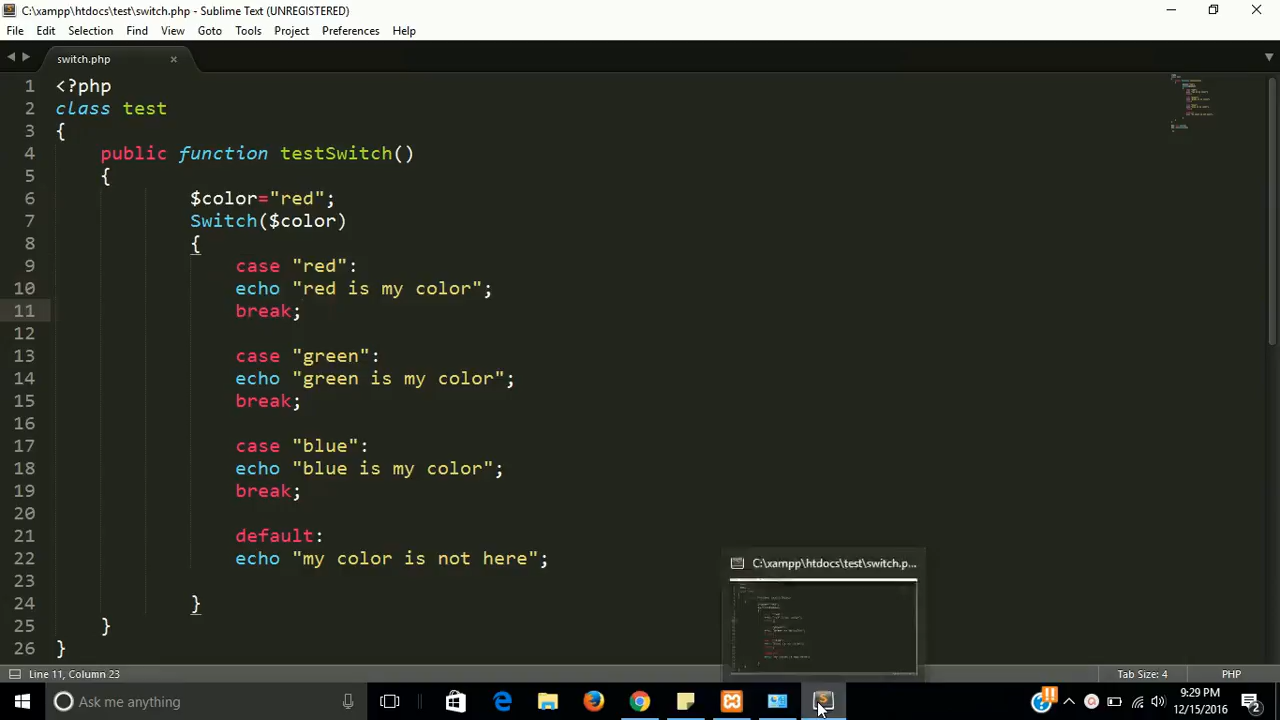 C:\xampp\htdocs\test\switch.php - Sublime Text (UNREGISTERED)
File Edit Selection Find View Goto Tools Project Preferences Help
switch.php ×
1 <?php
2 class test
3 {
4 public function testSwitch()
5 {
6 $color="red";
7 Switch($color)
8 {
9 case "red":
10 echo "red is my color";
11 break;
12
13 case "green":
14 echo "green is my color";
15 break;
16
17 case "blue":
18 echo "blue is my color";
19 break;
20
21 default:
22 echo "my color is not here";
23
24 }
25 }
26 }
C:\xampp\htdocs\test\switch.p...
Line 11, Column 23 Tab Size: 4 PHP
Ask me anything
9:29 PM
12/15/2016
2